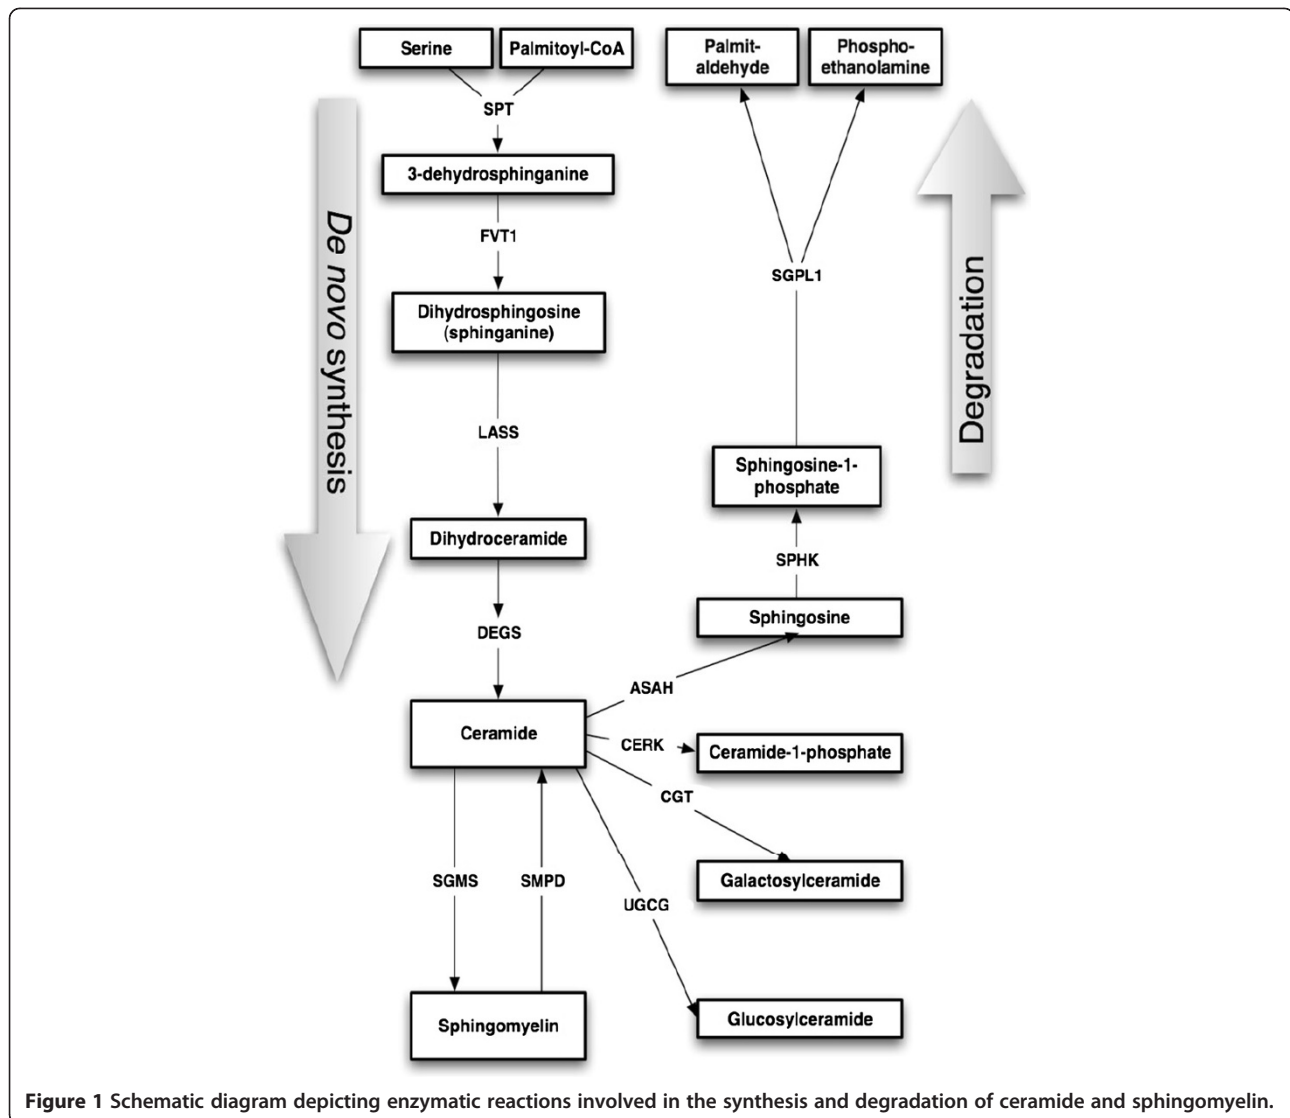 Serine
Palmitoyl-CoA
Palmit-
aldehyde
Phospho-
ethanolamine
SPT
3-dehydrosphinganine
FVT1
De novo synthesis
SGPL1
Degradation
Dihydrosphingosine
(sphinganine)
LASS
Sphingosine-1-
phosphate
Dihydroceramide
SPHK
Sphingosine
DEGS
ASAH
Ceramide
CERK
Ceramide-1-phosphate
CGT
SGMS
SMPD
Galactosylceramide
UGCG
Sphingomyelin
Glucosylceramide
Figure 1 Schematic diagram depicting enzymatic reactions involved in the synthesis and degradation of ceramide and sphingomyelin.